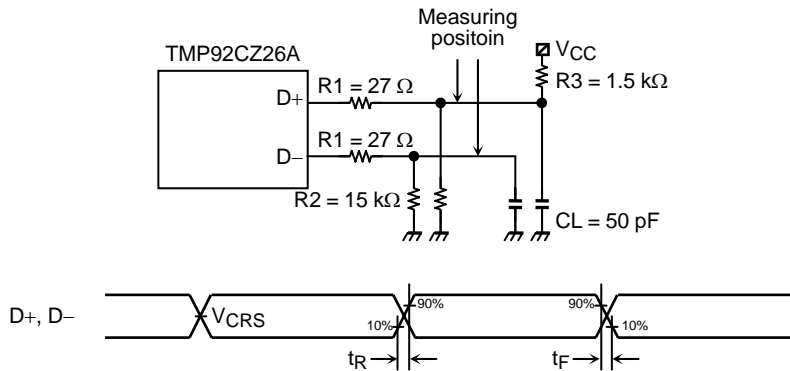 Measuring
positoin
TMP92CZ26A
VCC
R1 = 27 Ω
R3 = 1.5 kΩ
D+
R1 = 27 Ω
D−
R2 = 15 kΩ
CL = 50 pF
D+, D−
VCRS
90%
10%
90%
10%
tR
tF